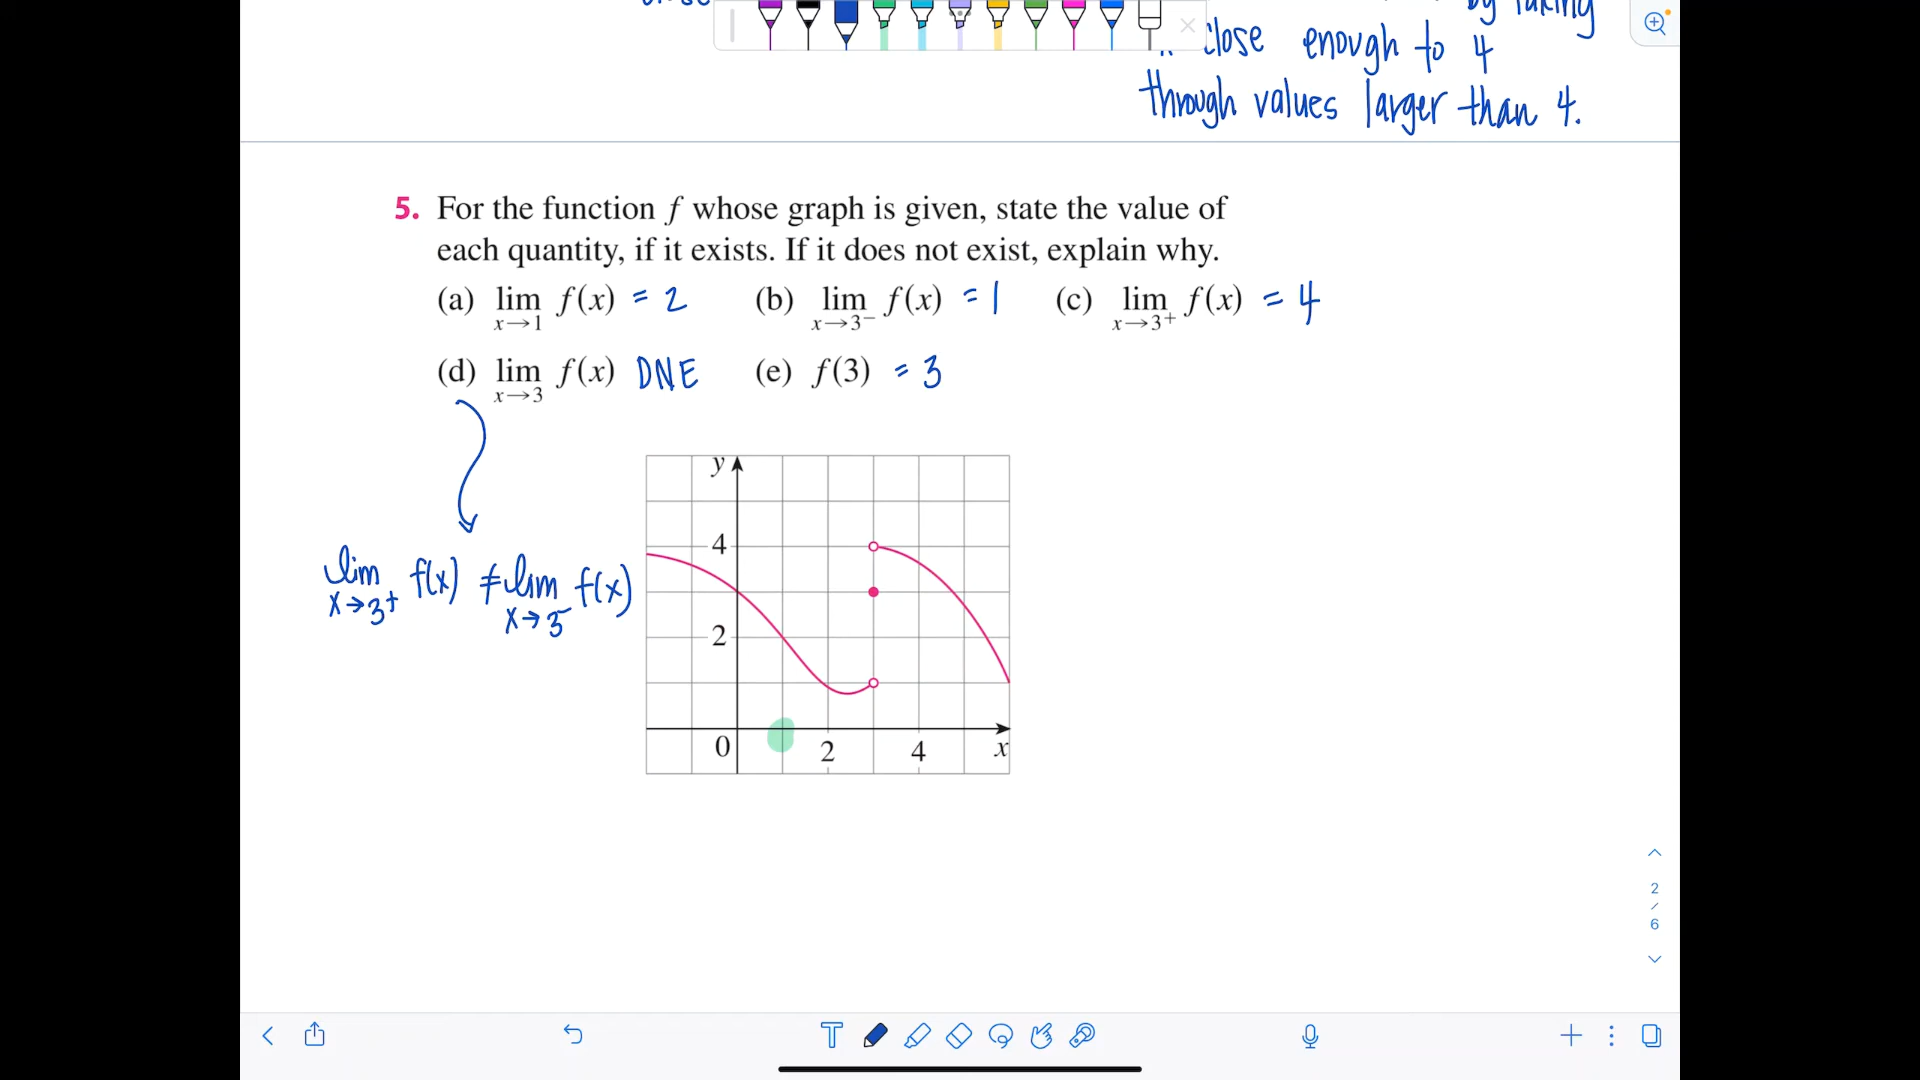 by taking
close enough to 4
through values larger than 4.
5. For the function f whose graph is given, state the value of
each quantity, if it exists. If it does not exist, explain why.
(a) lim x→1 f(x) = 2 (b) lim x→3⁻ f(x) = 1 (c) lim x→3⁺ f(x) = 4
(d) lim x→3 f(x) DNE (e) f(3) = 3
lim x→3⁺ f(x) ≠ lim x→3⁻ f(x)
y
4
2
0 2 4 x
2
/
6
T